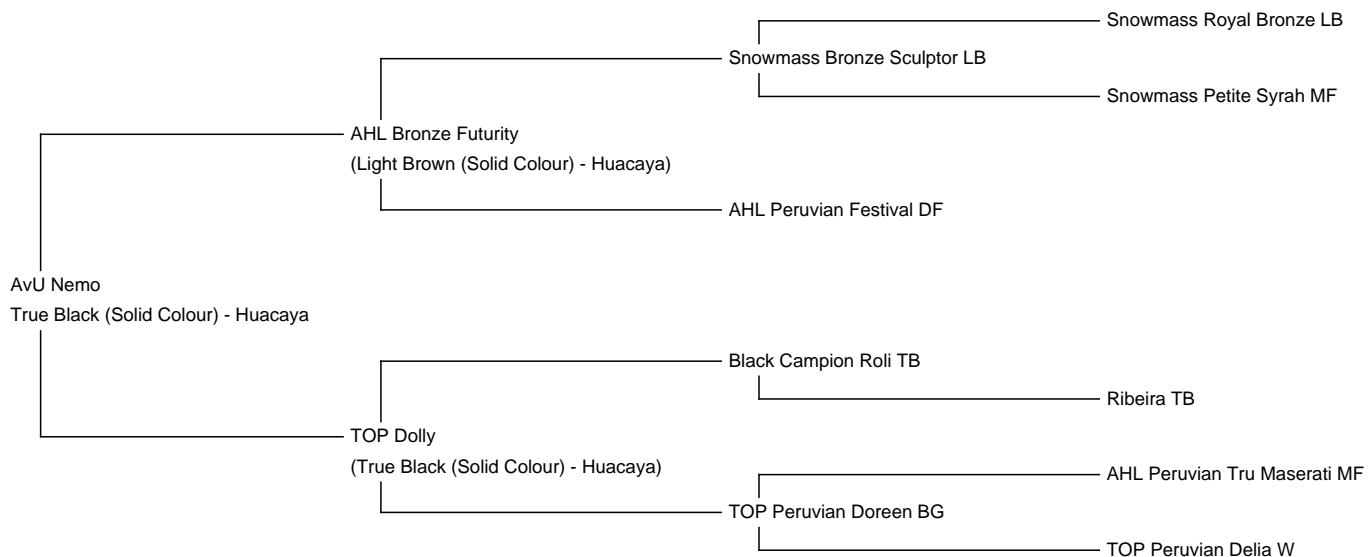 Snowmass Royal Bronze LB
Snowmass Bronze Sculptor LB
Snowmass Petite Syrah MF
AHL Bronze Futurity
(Light Brown (Solid Colour) - Huacaya)
AHL Peruvian Festival DF
AvU Nemo
True Black (Solid Colour) - Huacaya
Black Campion Roli TB
Ribeira TB
TOP Dolly
(True Black (Solid Colour) - Huacaya)
AHL Peruvian Tru Maserati MF
TOP Peruvian Doreen BG
TOP Peruvian Delia W